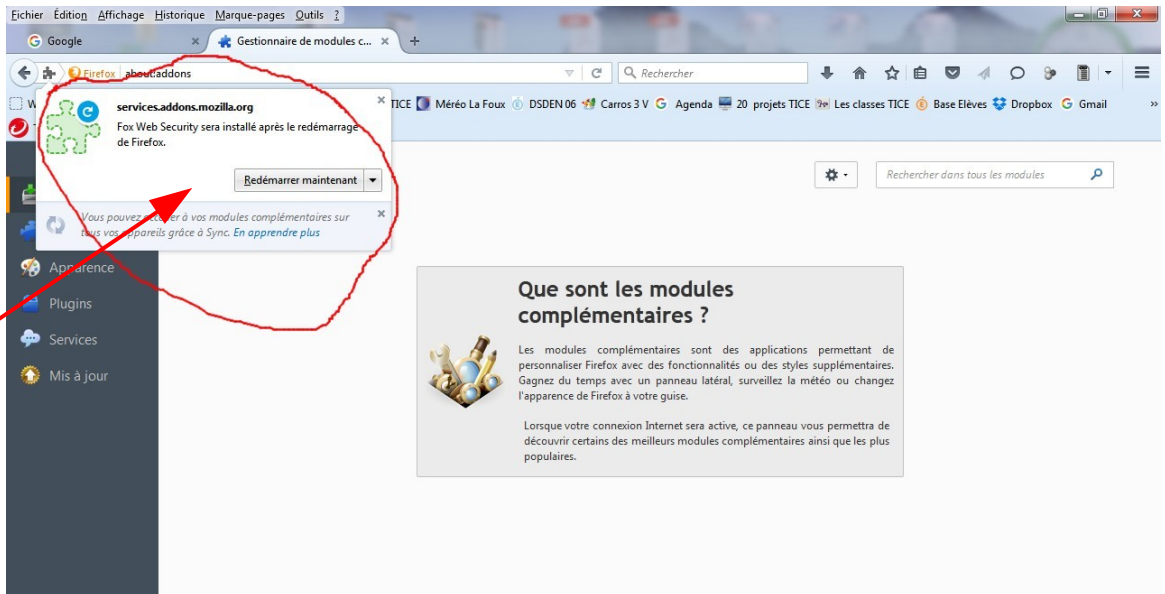 Fichier Édition Affichage Historique Marque-pages Outils ?
Google × Gestionnaire de modules c... × +
Firefox about:addons Rechercher
W TICE Méréo La Foux DSDEN 06 Carros 3 V G Agenda 20 projets TICE Les classes TICE Base Elèves Dropbox Gmail »
services.addons.mozilla.org ×
Fox Web Security sera installé après le redémarrage
de Firefox.
Redémarrer maintenant
Vous pouvez accéder à vos modules complémentaires sur ×
tous vos appareils grâce à Sync. En apprendre plus
Rechercher dans tous les modules
Apparence
Plugins
Services
Mis à jour
Que sont les modules
complémentaires ?
Les modules complémentaires sont des applications permettant de
personnaliser Firefox avec des fonctionnalités ou des styles supplémentaires.
Gagnez du temps avec un panneau latéral, surveillez la météo ou changez
l'apparence de Firefox à votre guise.
Lorsque votre connexion Internet sera active, ce panneau vous permettra de
découvrir certains des meilleurs modules complémentaires ainsi que les plus
populaires.